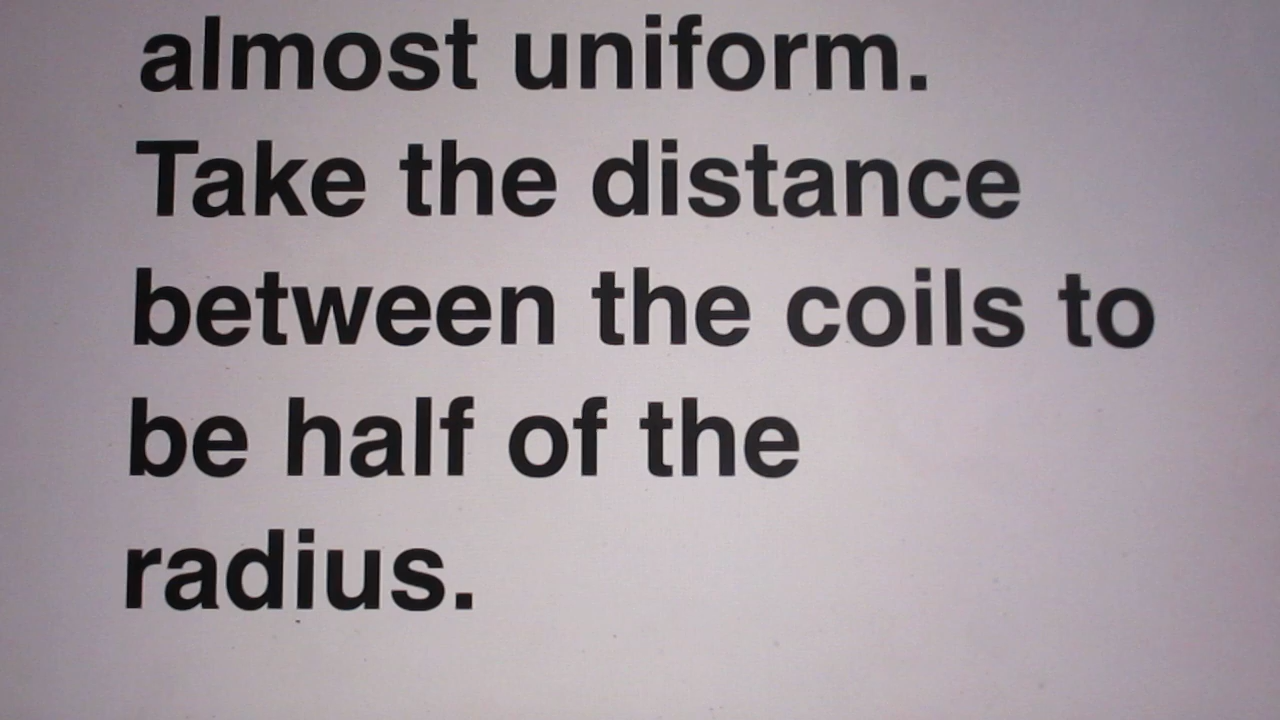 almost uniform.
Take the distance
between the coils to
be half of the
radius.